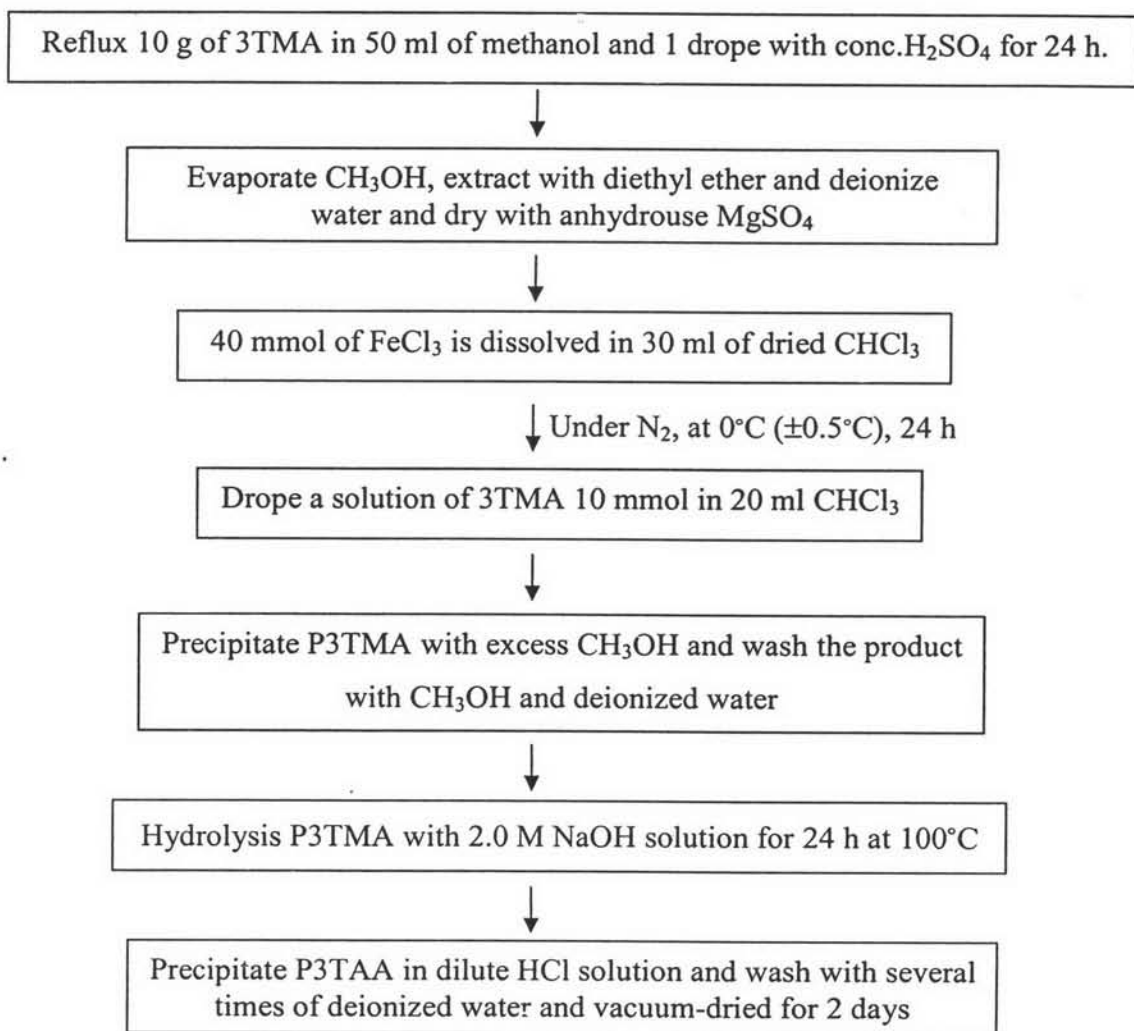 Reflux 10 g of 3TMA in 50 ml of methanol and 1 drope with conc.H₂SO₄ for 24 h.
Evaporate CH₃OH, extract with diethyl ether and deionize
water and dry with anhydrouse MgSO₄
40 mmol of FeCl₃ is dissolved in 30 ml of dried CHCl₃
Under N₂, at 0°C (±0.5°C), 24 h
Drope a solution of 3TMA 10 mmol in 20 ml CHCl₃
Precipitate P3TMA with excess CH₃OH and wash the product
with CH₃OH and deionized water
Hydrolysis P3TMA with 2.0 M NaOH solution for 24 h at 100°C
Precipitate P3TAA in dilute HCl solution and wash with several
times of deionized water and vacuum-dried for 2 days